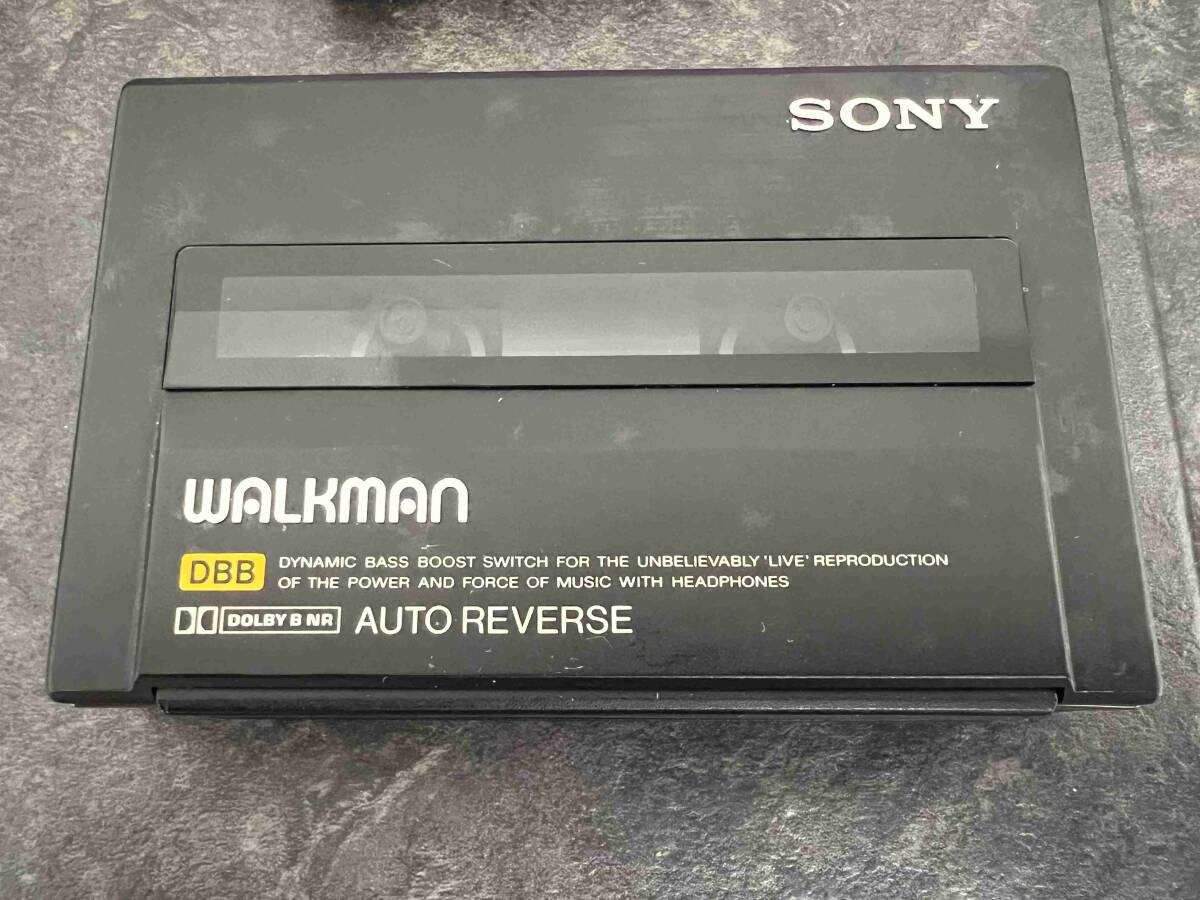 SONY
WALKMAN
DBB DYNAMIC BASS BOOST SWITCH FOR THE UNBELIEVABLY 'LIVE' REPRODUCTION
OF THE POWER AND FORCE OF MUSIC WITH HEADPHONES
DOLBY B NR AUTO REVERSE